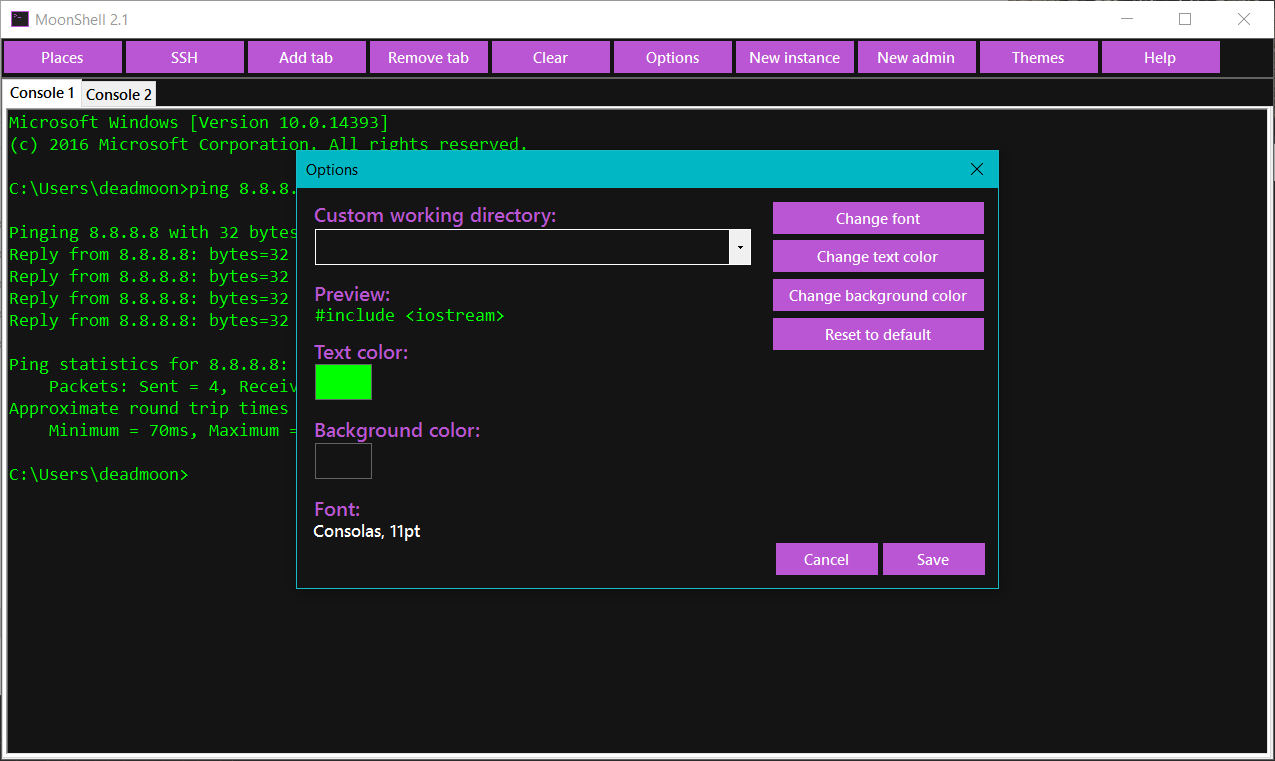 MoonShell 2.1
Places SSH Add tab Remove tab Clear Options New instance New admin Themes Help
Console 1 Console 2
Microsoft Windows [Version 10.0.14393]
(c) 2016 Microsoft Corporation. All rights reserved.
C:\Users\deadmoon>ping 8.8.8.
Pinging 8.8.8.8 with 32 bytes
Reply from 8.8.8.8: bytes=32
Reply from 8.8.8.8: bytes=32
Reply from 8.8.8.8: bytes=32
Reply from 8.8.8.8: bytes=32
Ping statistics for 8.8.8.8:
Packets: Sent = 4, Receiv
Approximate round trip times
Minimum = 70ms, Maximum =
C:\Users\deadmoon>
Options
Custom working directory:
Preview:
#include <iostream>
Text color:
Background color:
Font:
Consolas, 11pt
Change font
Change text color
Change background color
Reset to default
Cancel Save